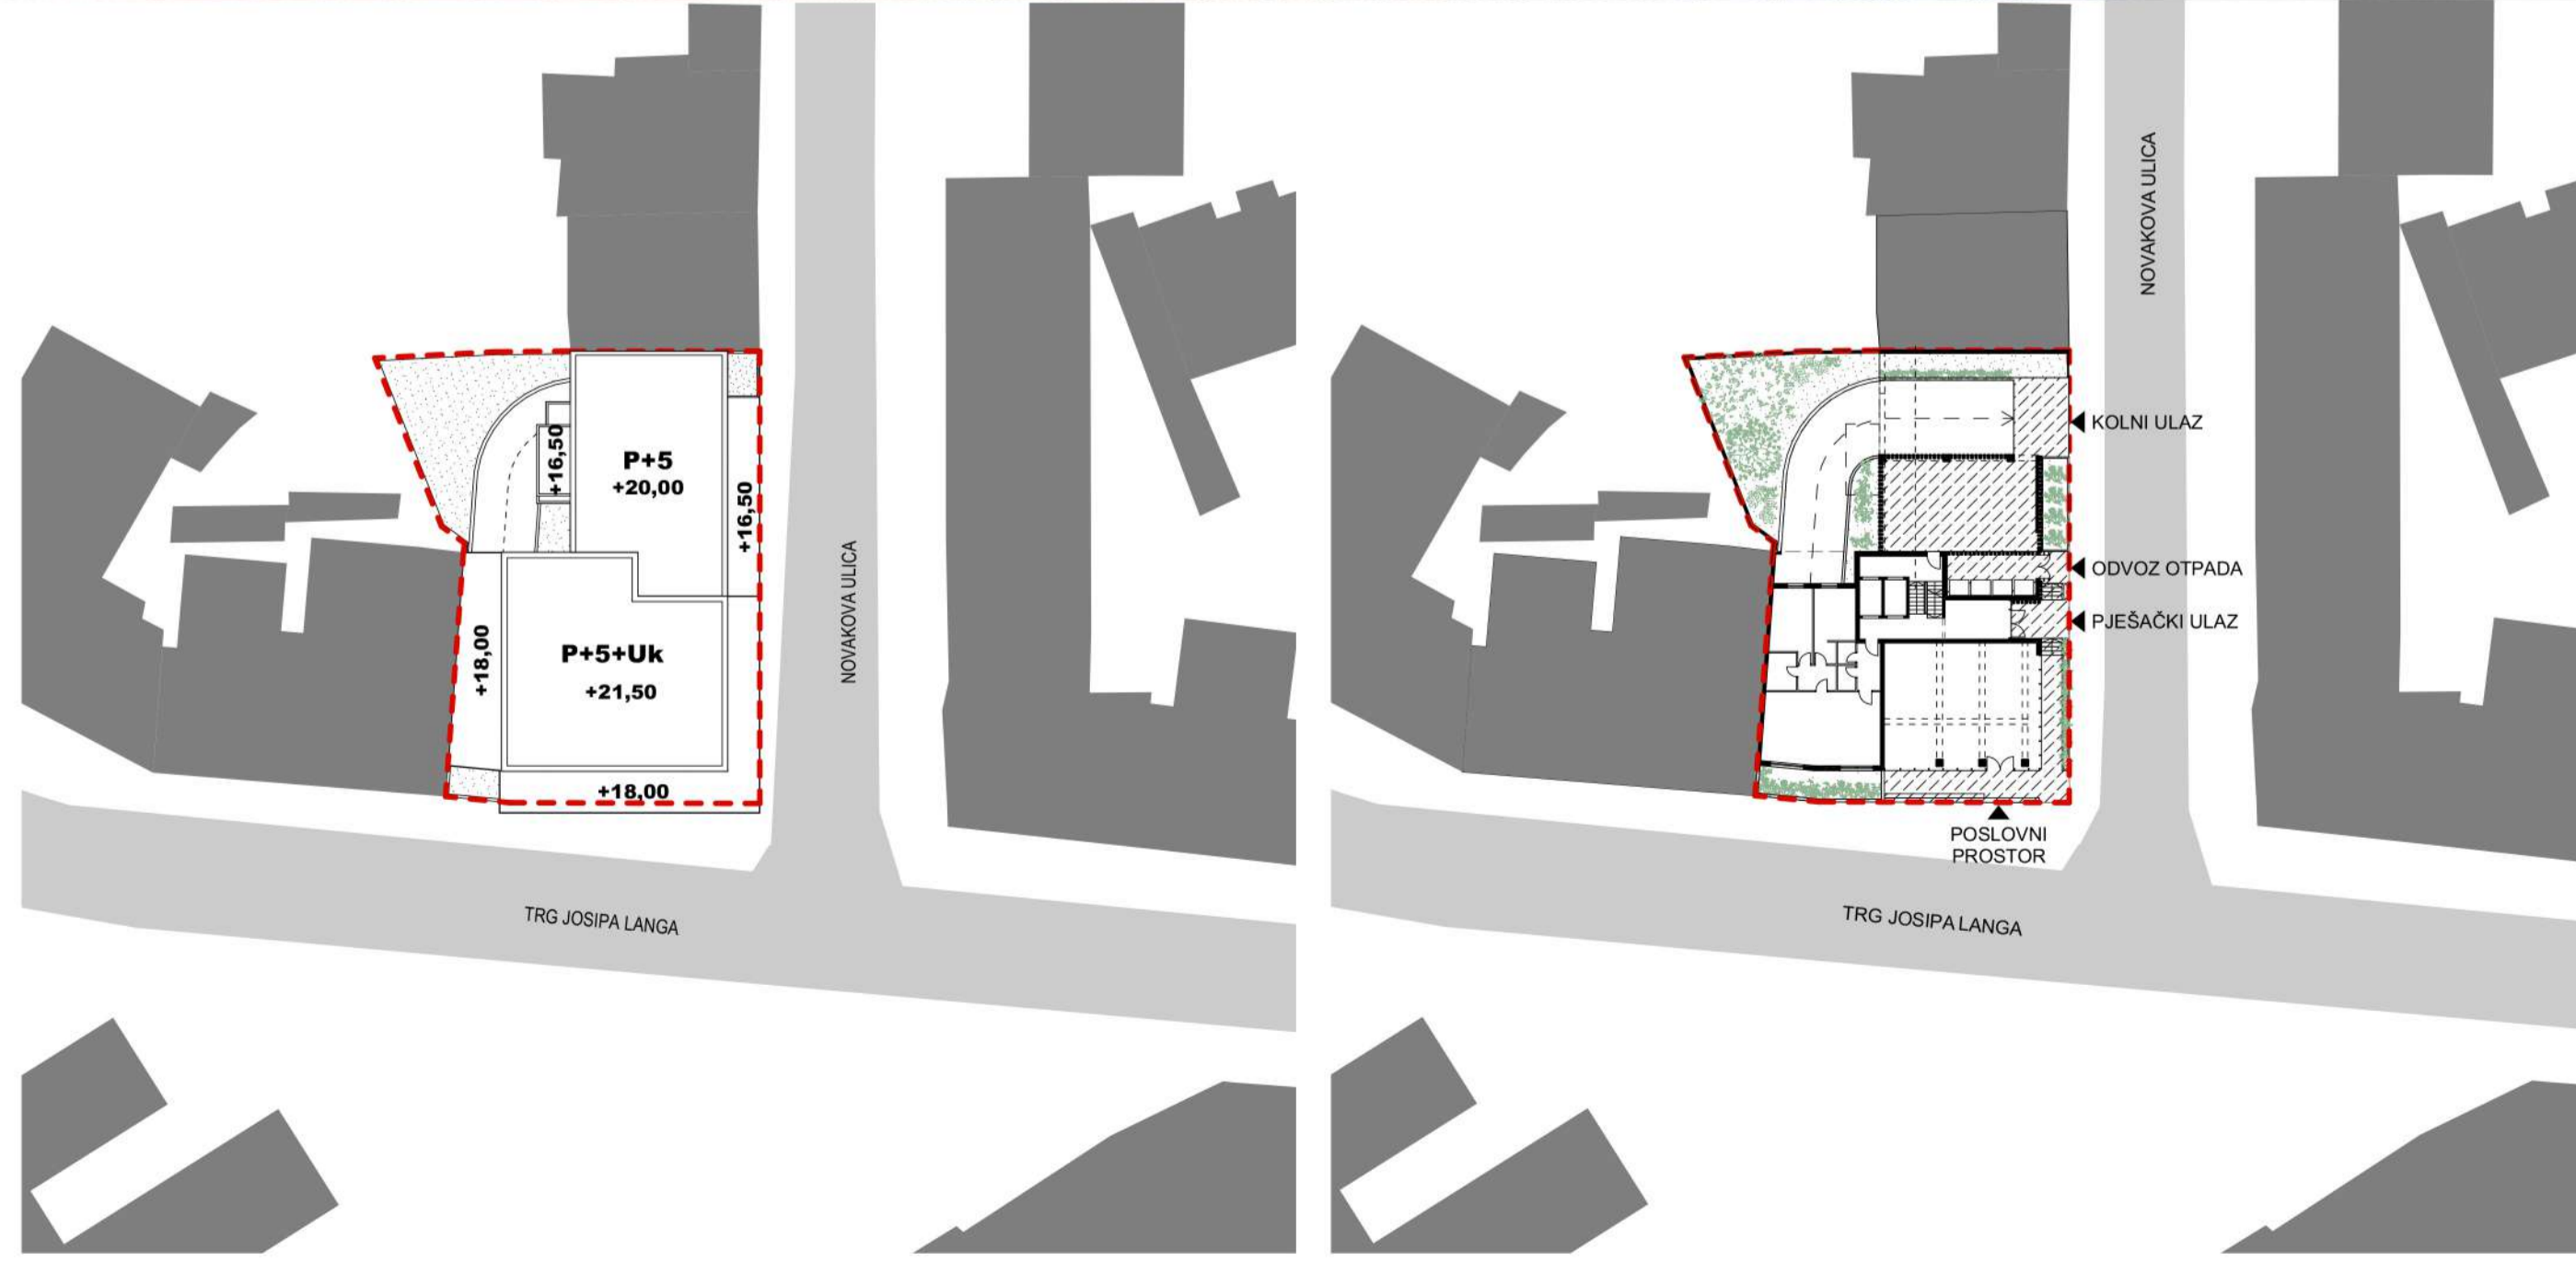 +16,50
P+5
+20,00
+16,50
NOVAKOVA ULICA
+18,00
P+5+Uk
+21,50
+18,00
TRG JOSIPA LANGA
NOVAKOVA ULICA
KOLNI ULAZ
ODVOZ OTPADA
PJEŠAČKI ULAZ
POSLOVNI
PROSTOR
TRG JOSIPA LANGA